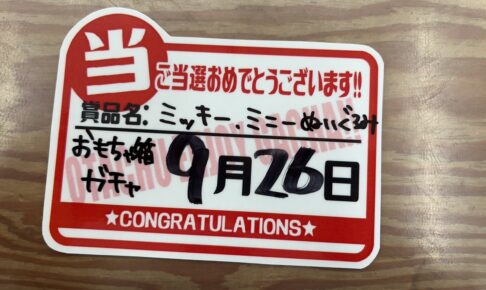 当
ご当選おめでとうございます!!
賞品名: ミッキー、ミニーぬいぐるみ
おもちゃ箱
ガチャ
9月26日
★CONGRATULATIONS★